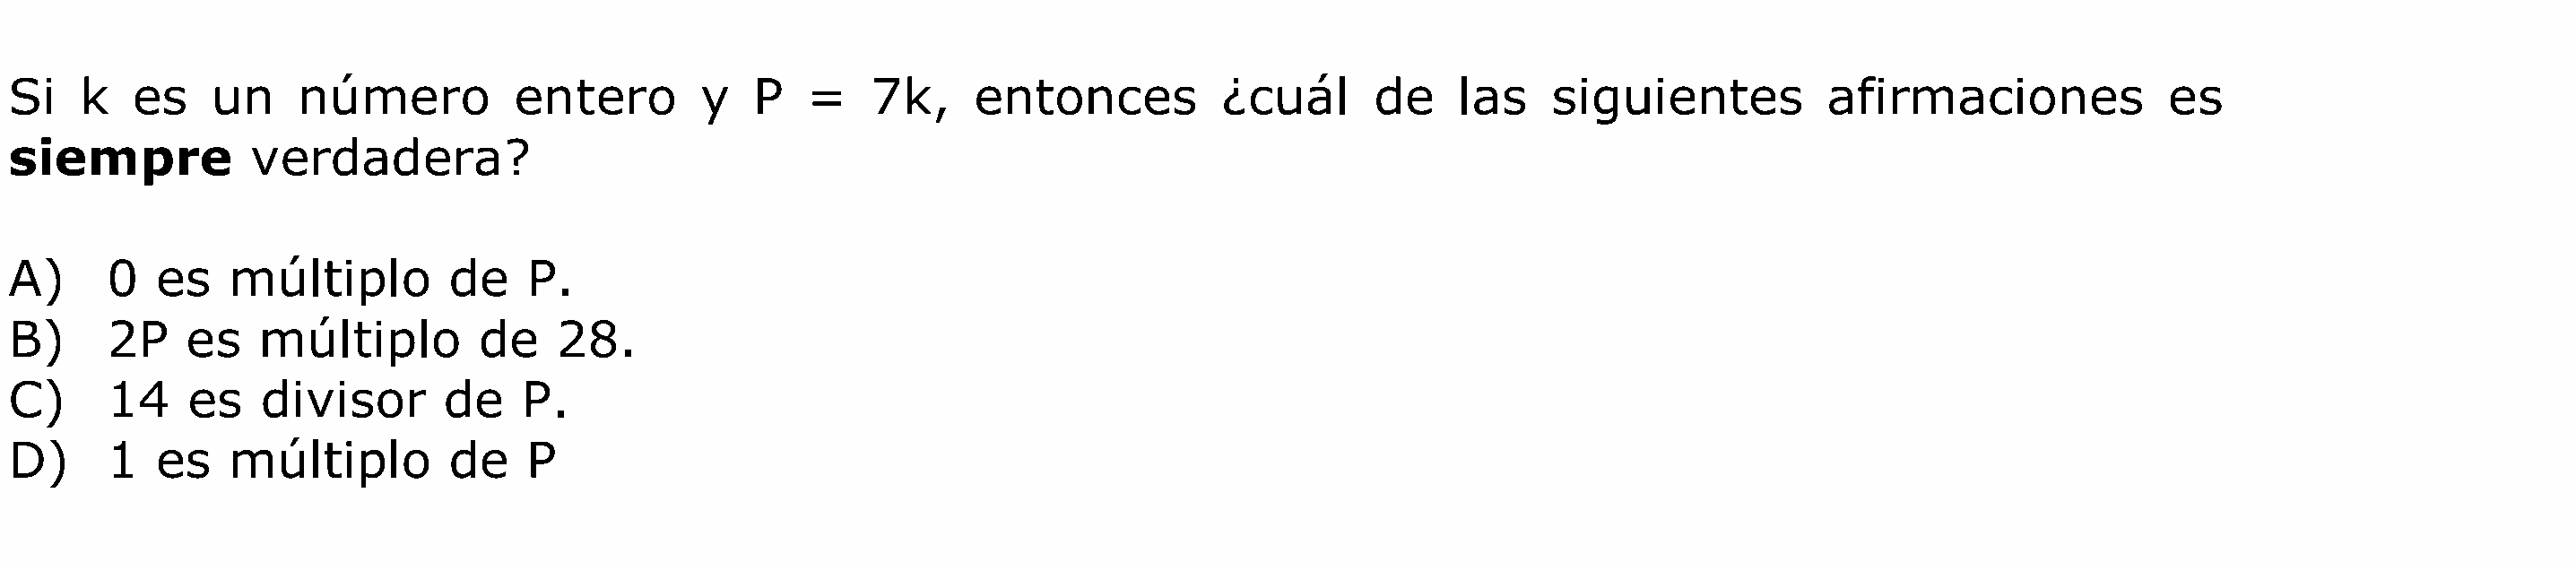 Si k es un número entero y P = 7k, entonces ¿cuál de las siguientes afirmaciones es
siempre verdadera?
A) 0 es múltiplo de P.
B) 2P es múltiplo de 28.
C) 14 es divisor de P.
D) 1 es múltiplo de P